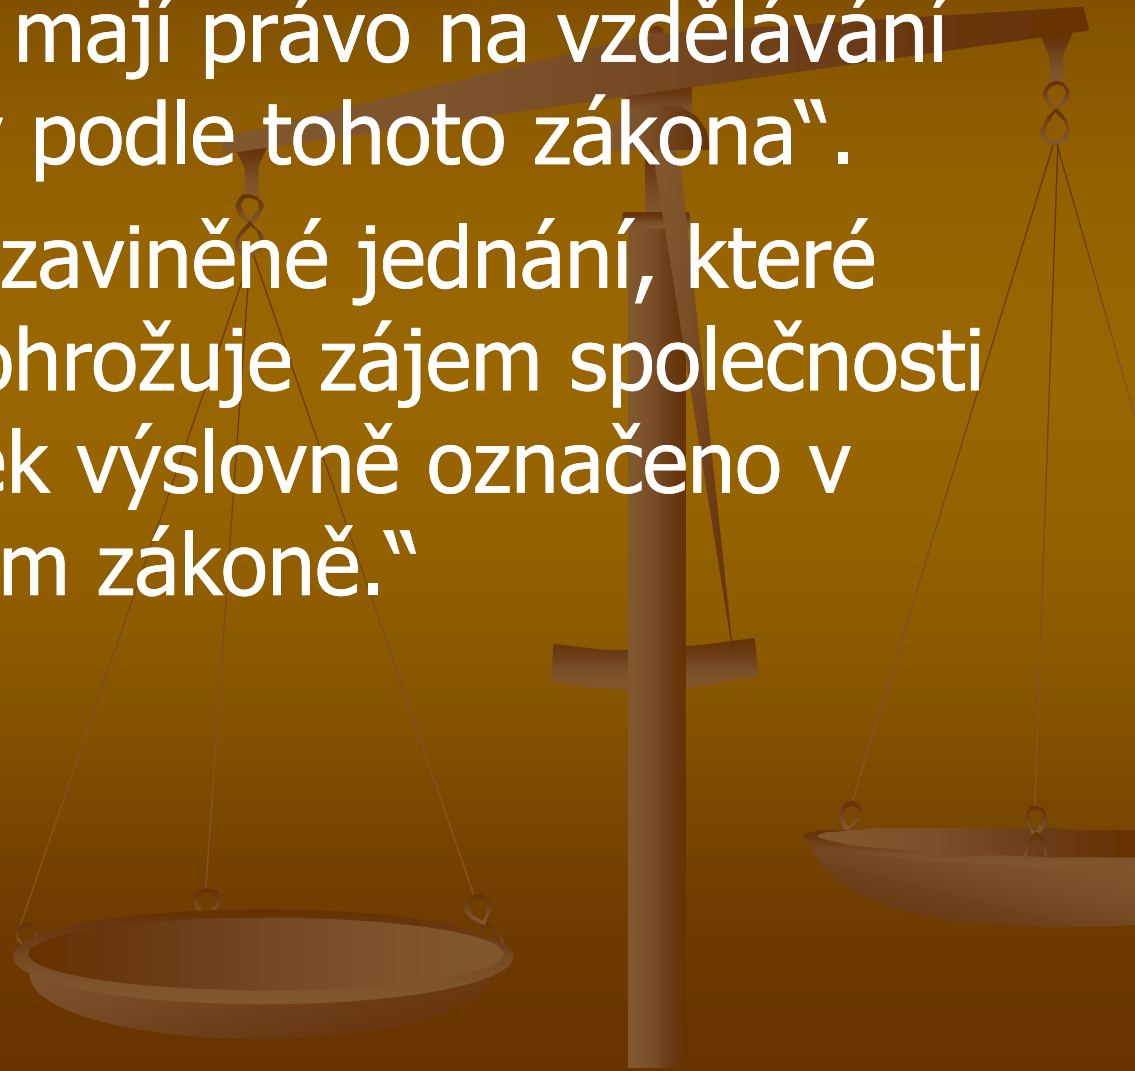 mají právo na vzdělávání
podle tohoto zákona“.
zaviněné jednání, které
ohrožuje zájem společnosti
výslovně označeno v
zákoně.“